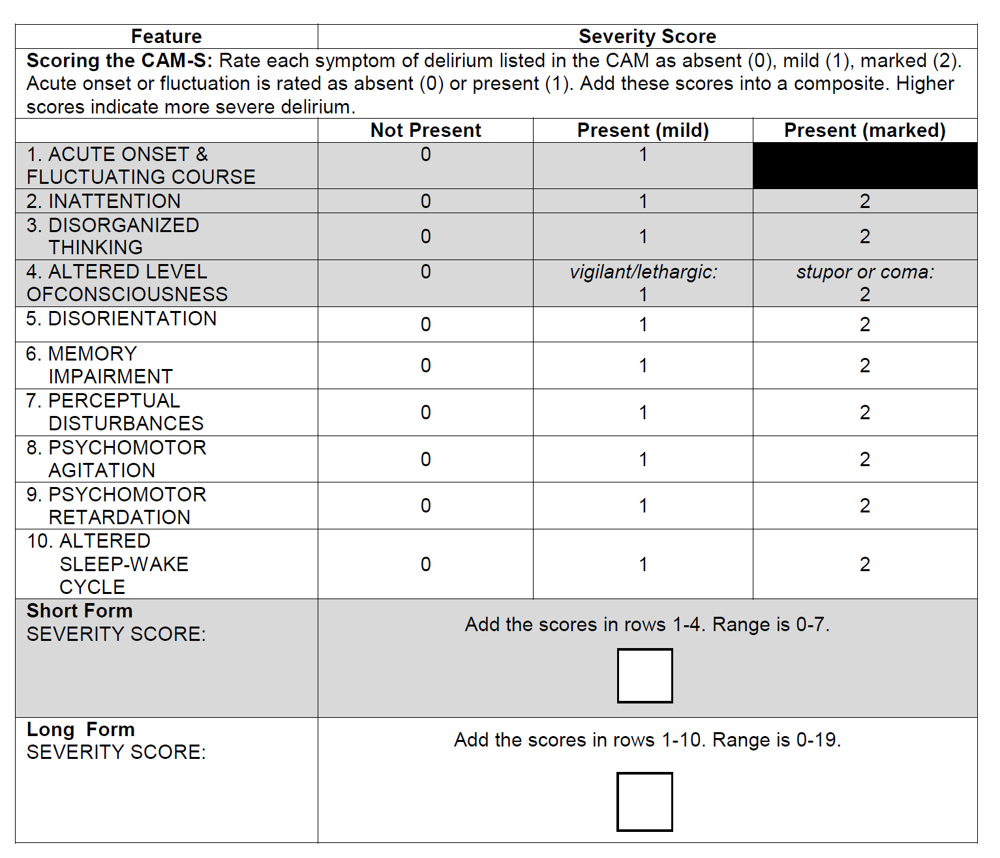 Feature Severity Score
Scoring the CAM-S: Rate each symptom of delirium listed in the CAM as absent (0), mild (1), marked (2).
Acute onset or fluctuation is rated as absent (0) or present (1). Add these scores into a composite. Higher
scores indicate more severe delirium.
Not Present Present (mild) Present (marked)
1. ACUTE ONSET & 0 1
FLUCTUATING COURSE
2. INATTENTION 0 1 2
3. DISORGANIZED
THINKING 0 1 2
4. ALTERED LEVEL 0 vigilant/lethargic: stupor or coma:
OFCONSCIOUSNESS 1 2
5. DISORIENTATION 0 1 2
6. MEMORY
IMPAIRMENT 0 1 2
7. PERCEPTUAL
DISTURBANCES 0 1 2
8. PSYCHOMOTOR
AGITATION 0 1 2
9. PSYCHOMOTOR
RETARDATION 0 1 2
10. ALTERED
SLEEP-WAKE 0 1 2
CYCLE
Short Form
SEVERITY SCORE:
Add the scores in rows 1-4. Range is 0-7.
Long Form
SEVERITY SCORE:
Add the scores in rows 1-10. Range is 0-19.